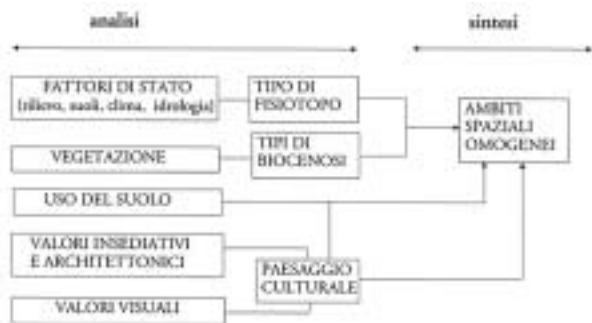 analisi
sintesi
FATTORI DI STATO
(rilievo, suoli, clima, idrologia)
TIPO DI
FISIOTOPO
AMBITI
SPAZIALI
OMOGENEI
VEGETAZIONE
TIPI DI
BIOCENOSI
USO DEL SUOLO
VALORI INSEDIATIVI
E ARCHITETTONICI
PAESAGGIO
CULTURALE
VALORI VISUALI